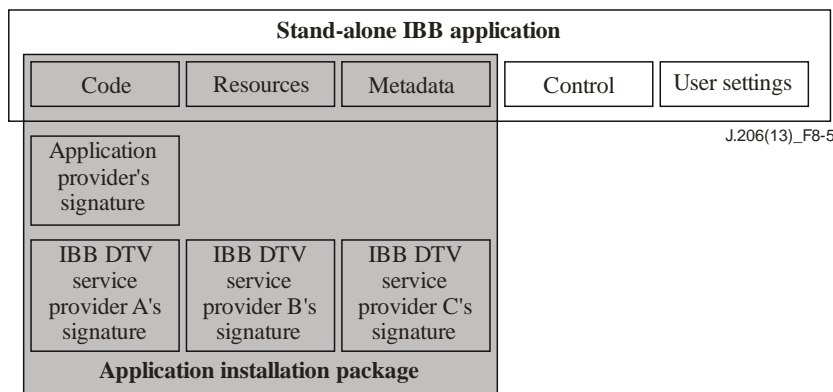 Stand-alone IBB application
Code
Resources
Metadata
Control
User settings
J.206(13)_F8-5
Application
provider's
signature
IBB DTV
service
provider A's
signature
IBB DTV
service
provider B's
signature
IBB DTV
service
provider C's
signature
Application installation package